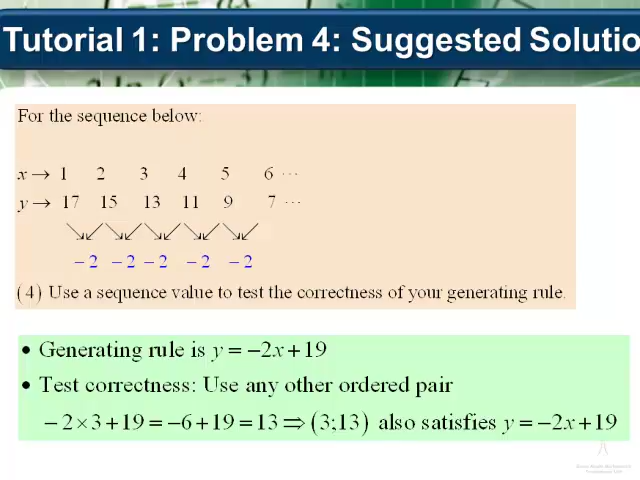 Tutorial 1: Problem 4: Suggested Solutio
For the sequence below:
x → 1 2 3 4 5 6 ⋯
y → 17 15 13 11 9 7 ⋯
−2 −2 −2 −2 −2
(4) Use a sequence value to test the correctness of your generating rule.
• Generating rule is y = −2x + 19
• Test correctness: Use any other ordered pair
−2 × 3 + 19 = −6 + 19 = 13 ⇒ (3;13) also satisfies y = −2x + 19